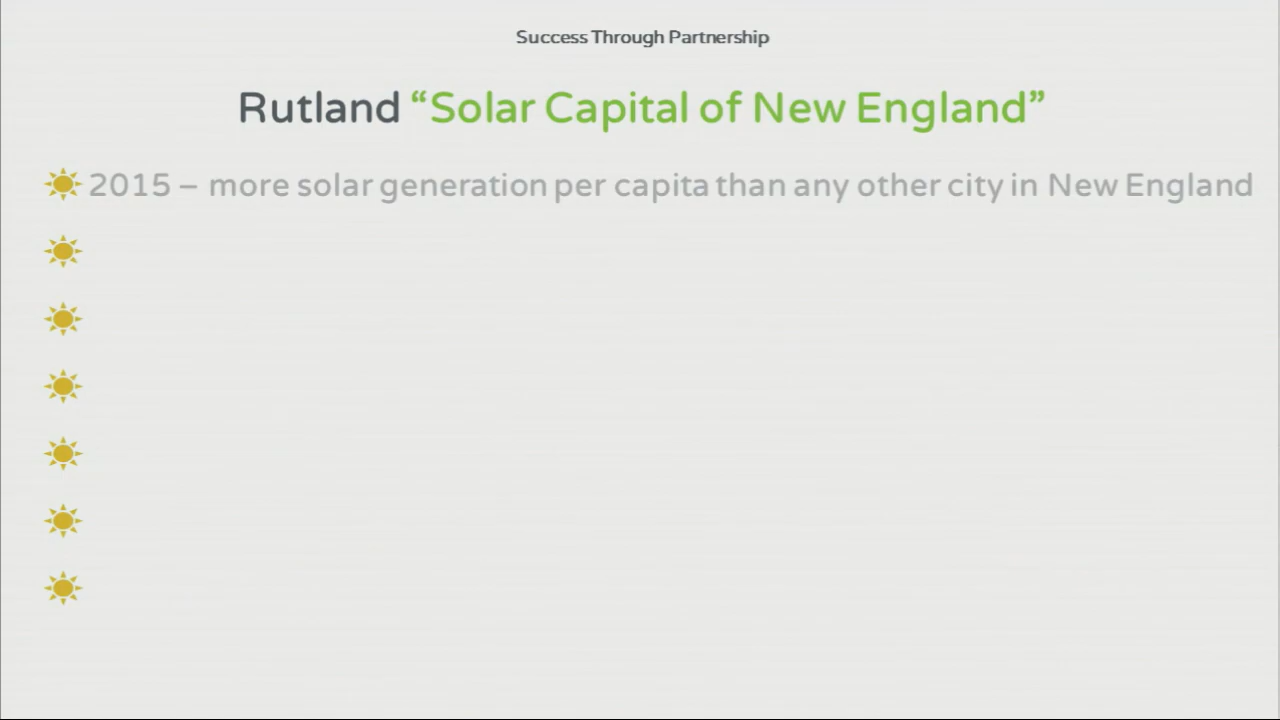 Success Through Partnership
Rutland “Solar Capital of New England”
2015 – more solar generation per capita than any other city in New England